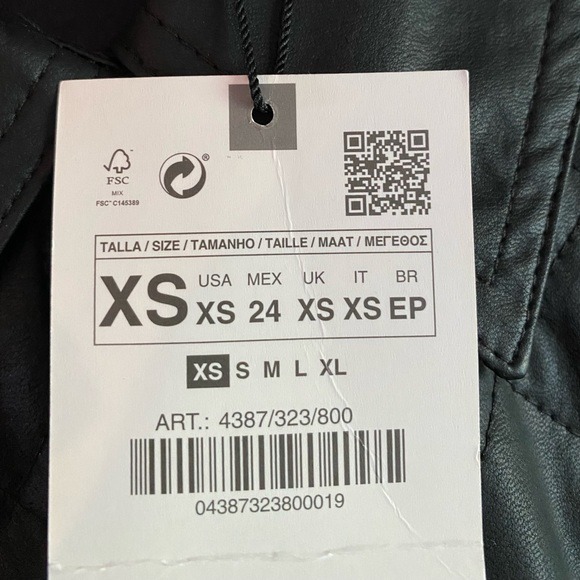 FSC
MIX
FSC™ C145389
®
TALLA / SIZE / TAMANHO / TAILLE / MAAT / ΜΕΓΕΘΟΣ
XS
USA MEX UK IT BR
XS 24 XS XS EP
XS S M L XL
ART.: 4387/323/800
04387323800019